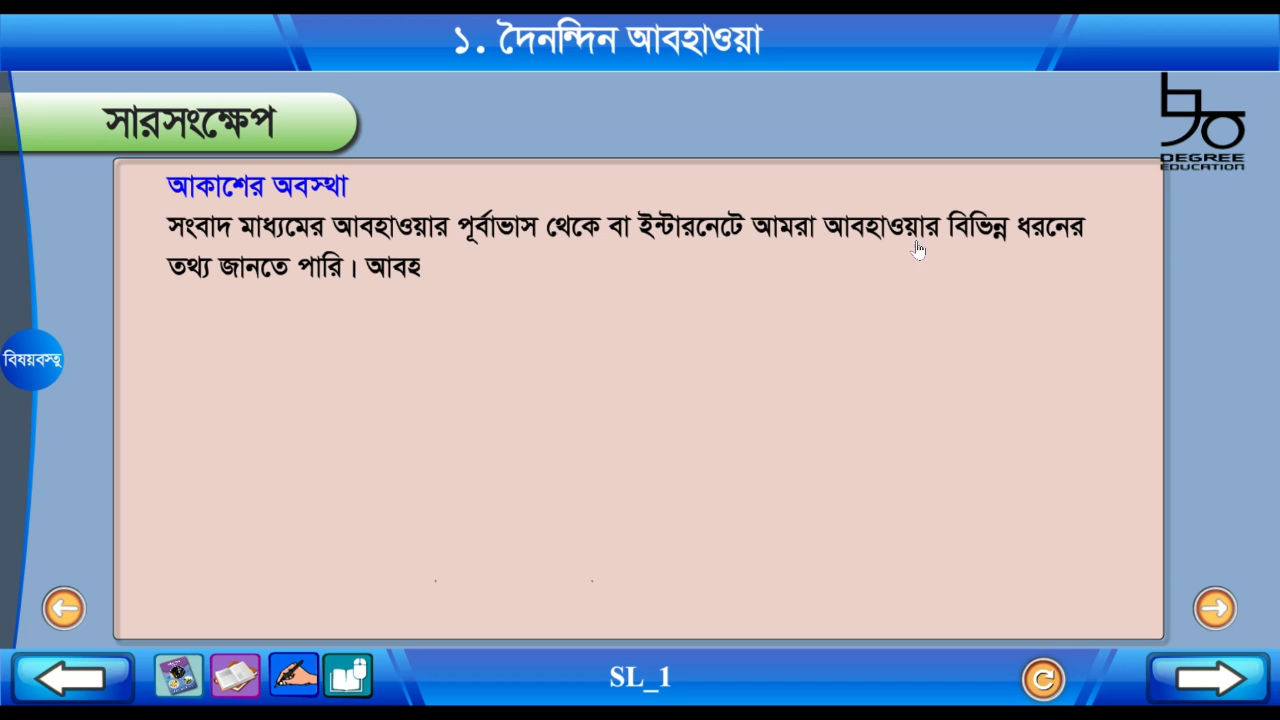 ১. দৈনন্দিন আবহাওয়া
সারসংক্ষেপ
DEGREE
EDUCATION
আকাশের অবস্থা
সংবাদ মাধ্যমের আবহাওয়ার পূর্বাভাস থেকে বা ইন্টারনেটে আমরা আবহাওয়ার বিভিন্ন ধরনের
তথ্য জানতে পারি। আবহ
বিষয়বস্তু
SL_1